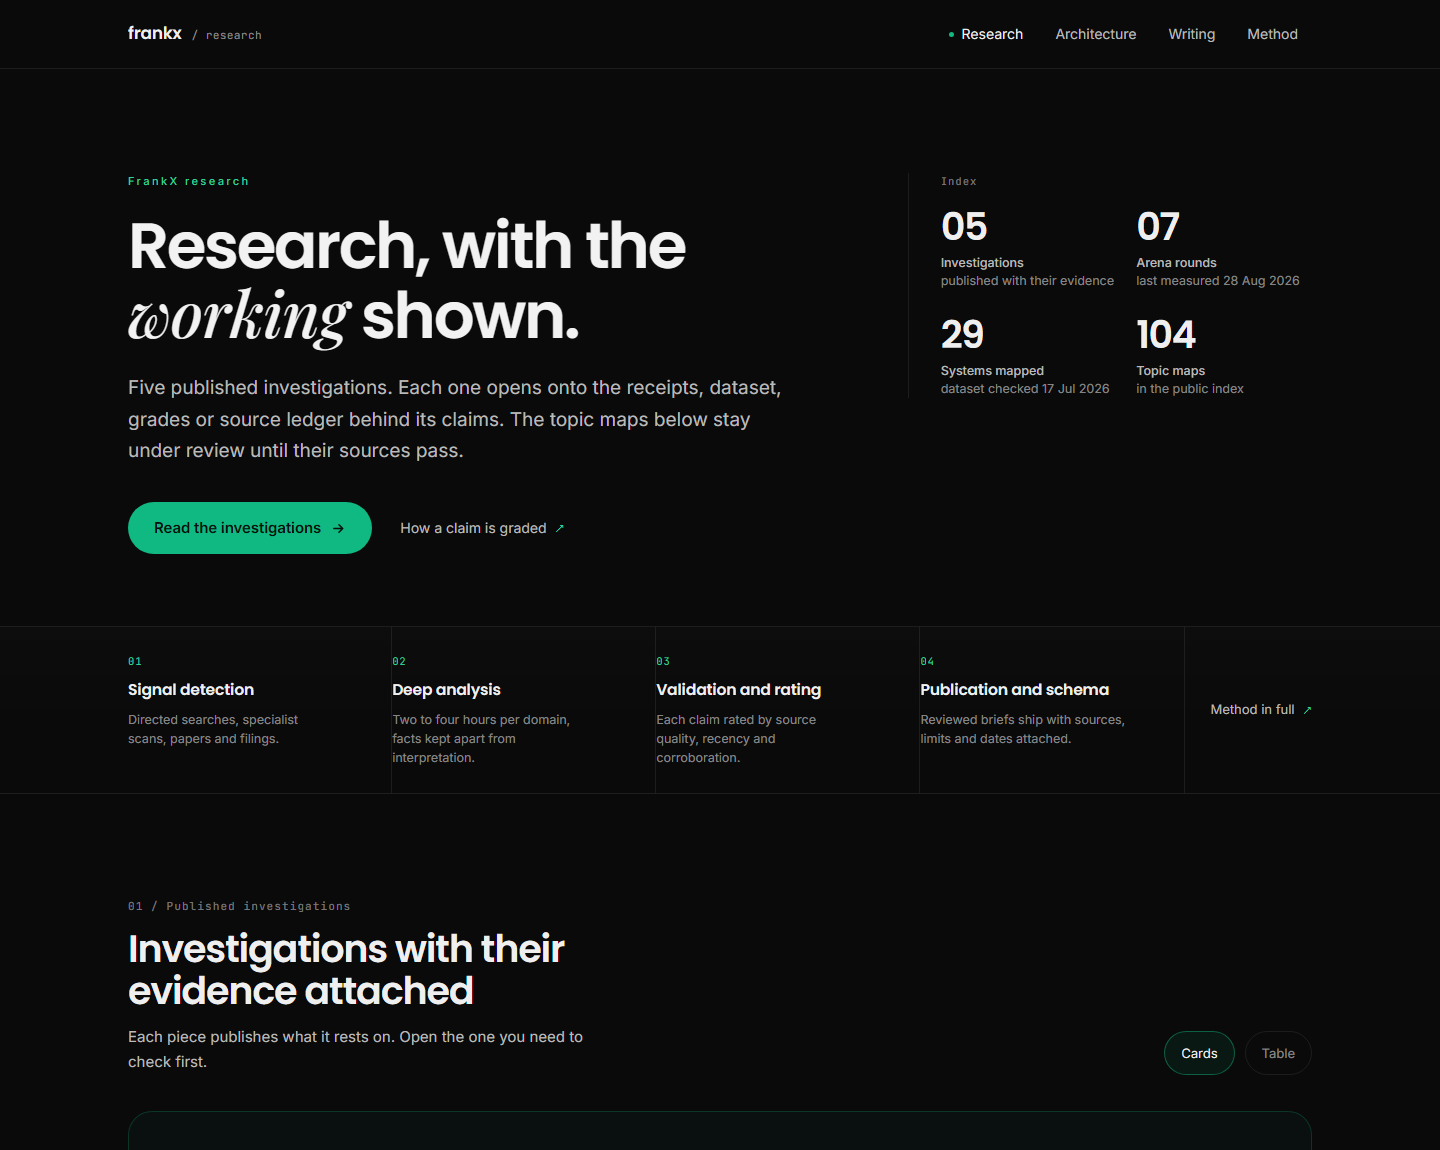 frankx / research
Research
Architecture
Writing
Method
FrankX research
Research, with the
working shown.
Five published investigations. Each one opens onto the receipts, dataset,
grades or source ledger behind its claims. The topic maps below stay
under review until their sources pass.
Read the investigations →
How a claim is graded ↗
Index
05
Investigations
published with their evidence
07
Arena rounds
last measured 28 Aug 2026
29
Systems mapped
dataset checked 17 Jul 2026
104
Topic maps
in the public index
01
Signal detection
Directed searches, specialist
scans, papers and filings.
02
Deep analysis
Two to four hours per domain,
facts kept apart from
interpretation.
03
Validation and rating
Each claim rated by source
quality, recency and
corroboration.
04
Publication and schema
Reviewed briefs ship with sources,
limits and dates attached.
Method in full ↗
01 / Published investigations
Investigations with their
evidence attached
Each piece publishes what it rests on. Open the one you need to
check first.
Cards
Table